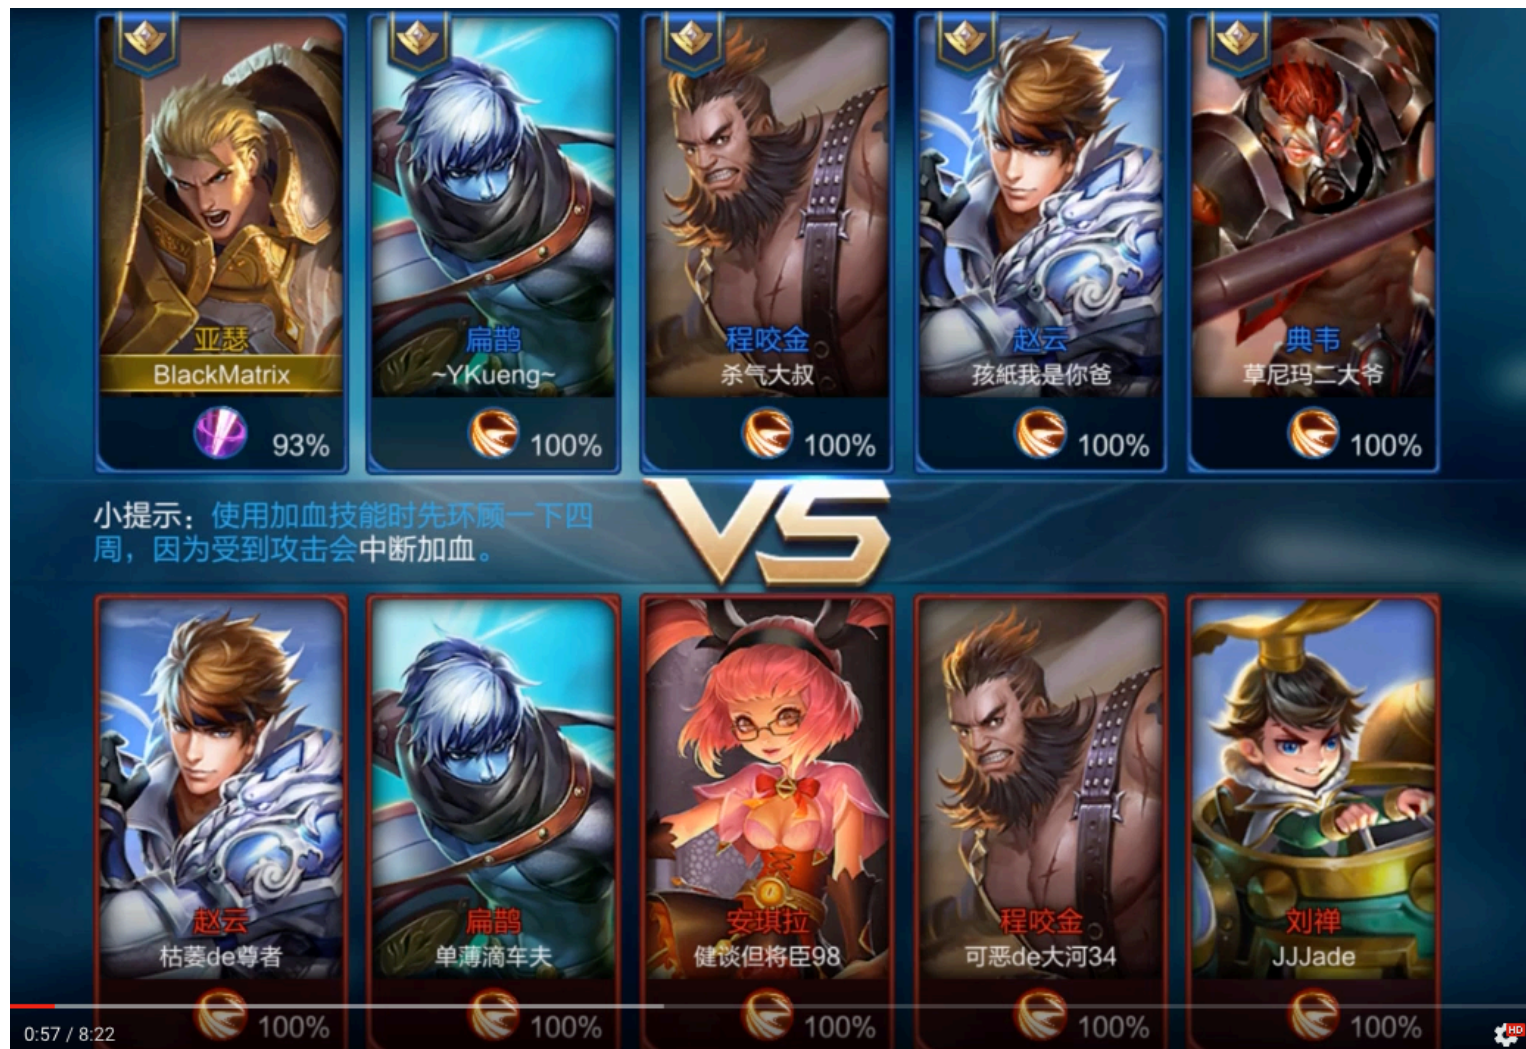 亚瑟
BlackMatrix
93%
扁鹊
~YKueng~
100%
程咬金
杀气大叔
100%
赵云
孩紙我是你爸
100%
典韦
草尼玛二大爷
100%
小提示：使用加血技能时先环顾一下四
周，因为受到攻击会中断加血。
VS
赵云
枯萎de尊者
100%
扁鹊
单薄滴车夫
100%
安琪拉
健谈但将臣98
100%
程咬金
可恶de大河34
100%
刘禅
JJJade
100%
0:57 / 8:22
HD